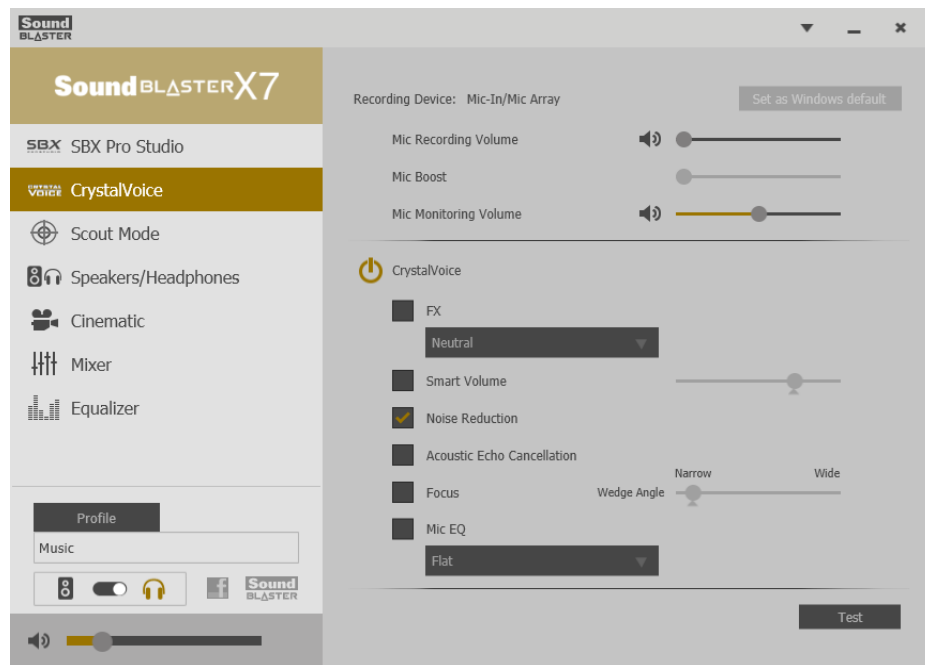 Sound
BLASTER
Sound BLASTER X7
SBX SBX Pro Studio
CRYSTAL VOICE CrystalVoice
Scout Mode
Speakers/Headphones
Cinematic
Mixer
Equalizer
Profile
Music
f Sound
BLASTER
Recording Device: Mic-In/Mic Array Set as Windows default
Mic Recording Volume
Mic Boost
Mic Monitoring Volume
CrystalVoice
FX
Neutral
Smart Volume
Noise Reduction
Acoustic Echo Cancellation
Narrow Wide
Focus Wedge Angle
Mic EQ
Flat
Test